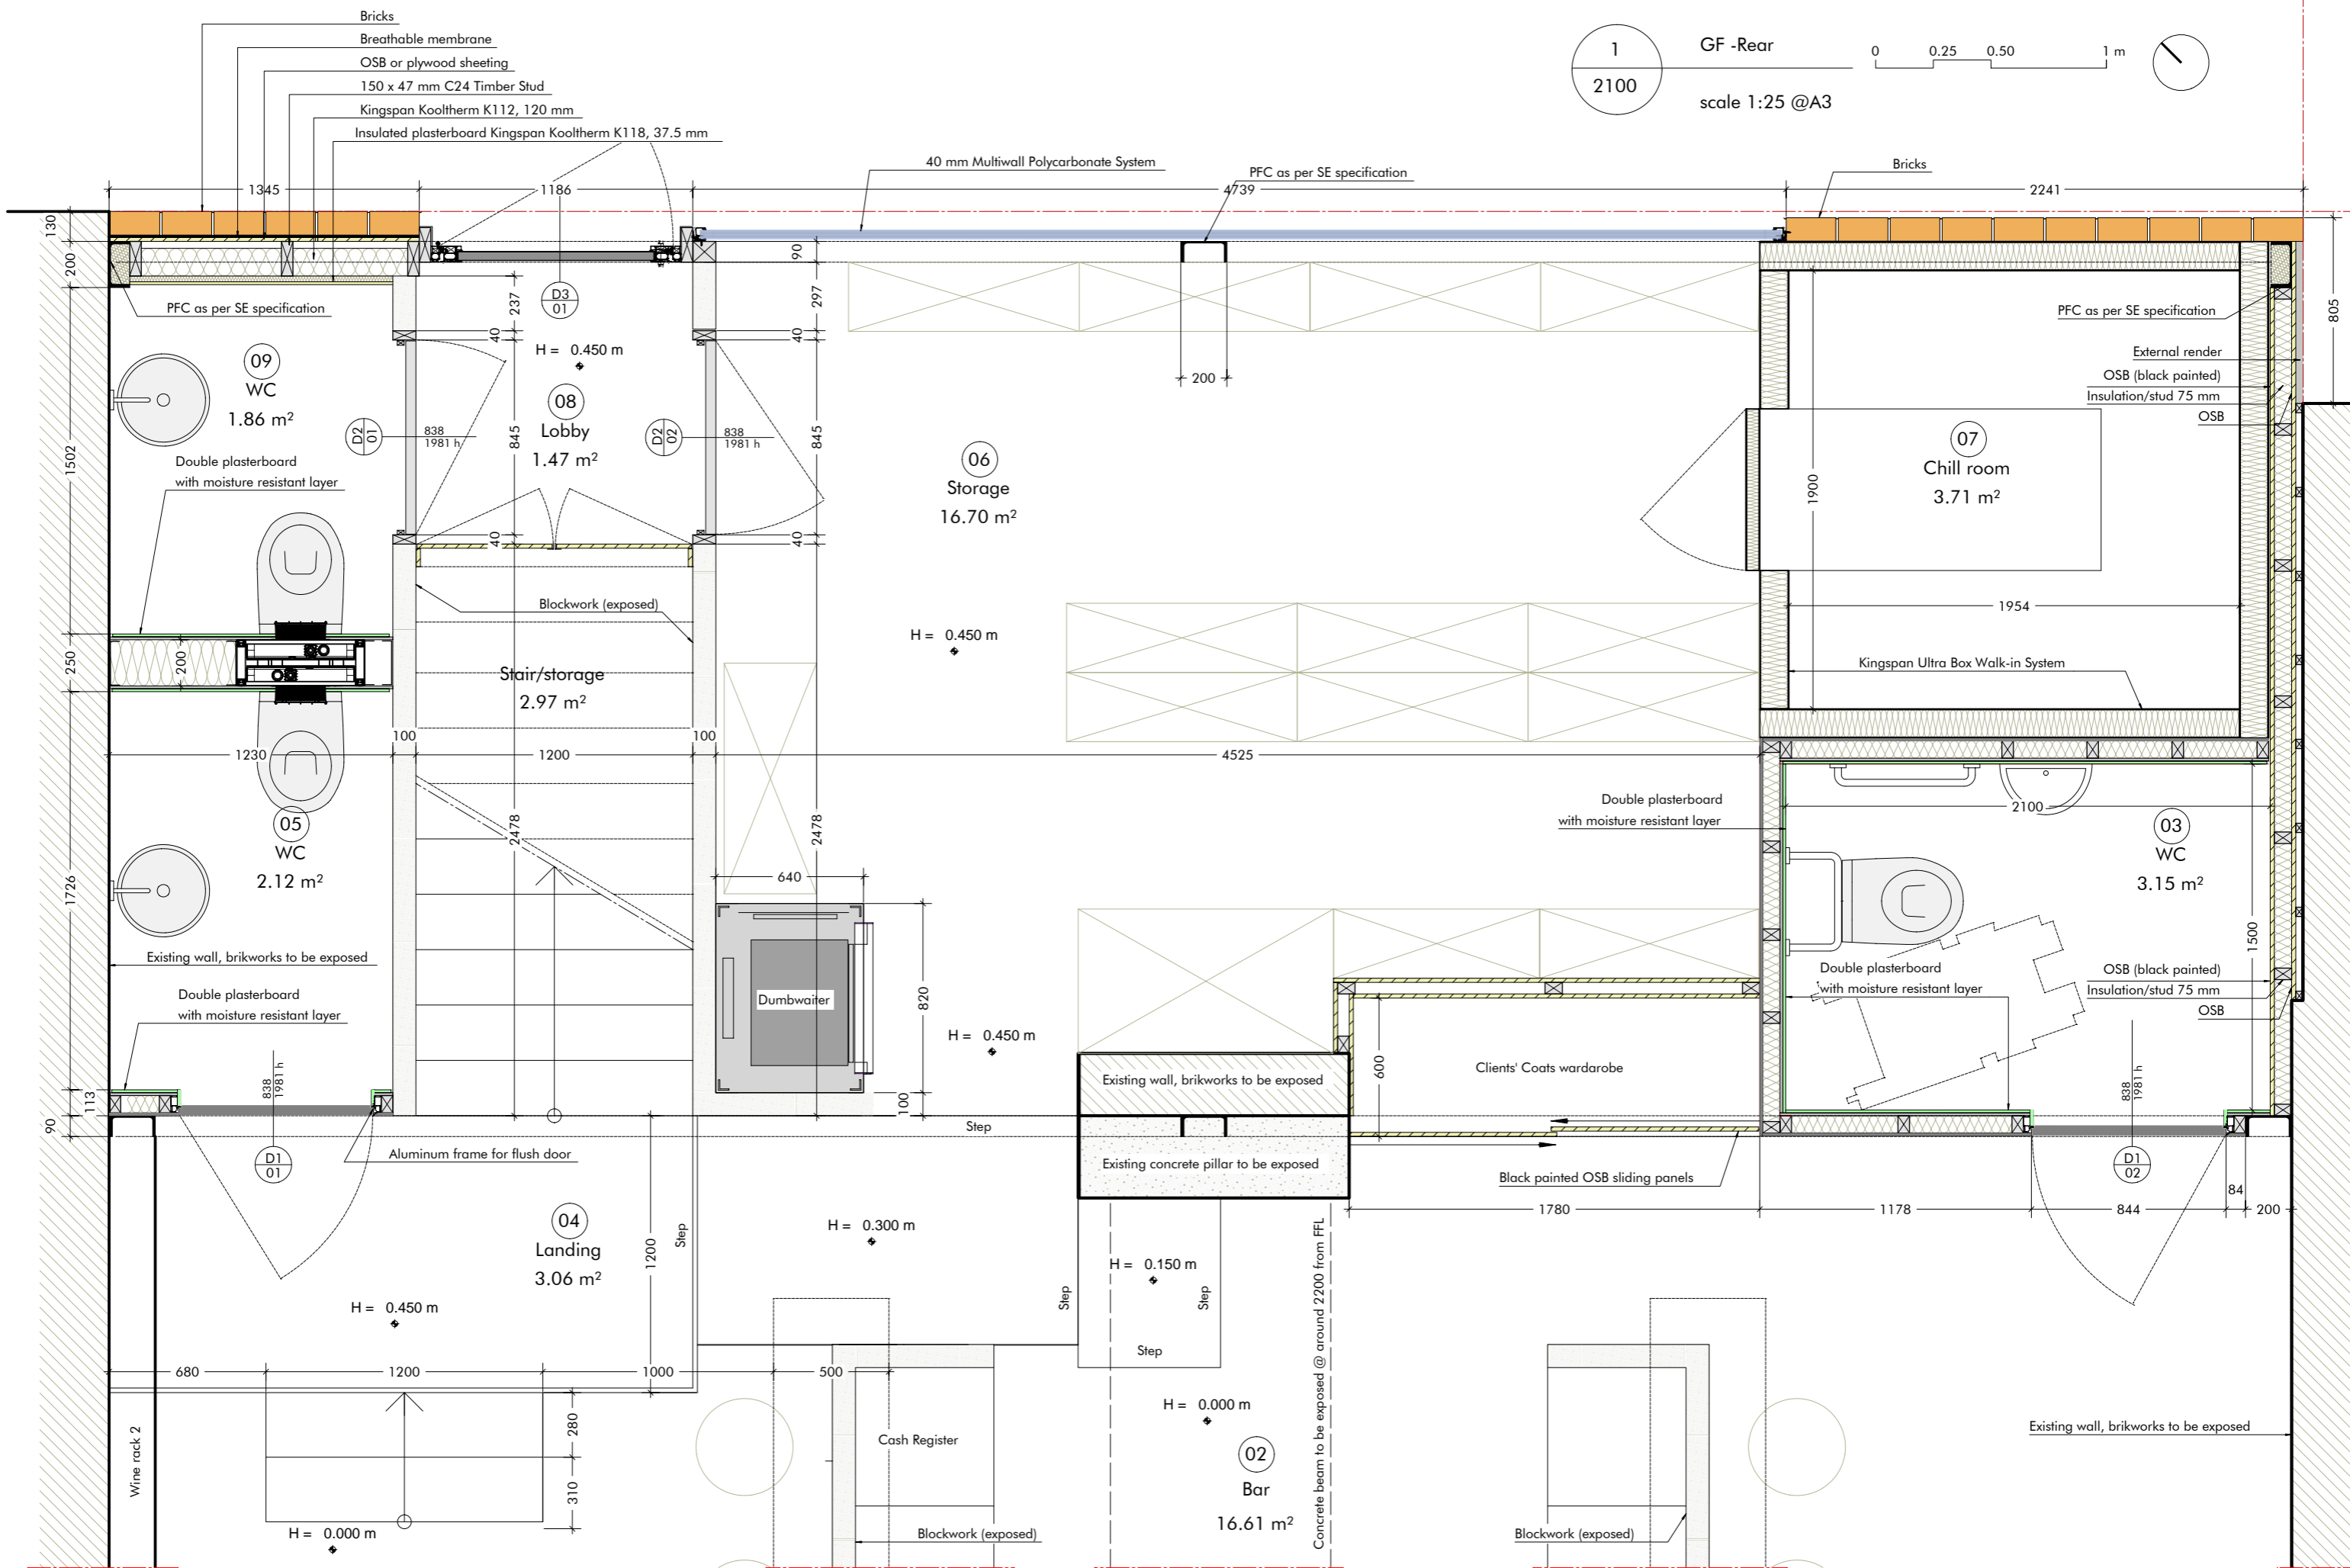 Bricks
Breathable membrane
OSB or plywood sheeting
150 x 47 mm C24 Timber Stud
Kingspan Kooltherm K112, 120 mm
Insulated plasterboard Kingspan Kooltherm K118, 37.5 mm
1
2100
GF -Rear
scale 1:25 @A3
0 0.25 0.50 1 m
40 mm Multiwall Polycarbonate System
PFC as per SE specification
Bricks
1345
1186
4739
2241
130
200
90
237
297
40
40
805
D3
01
PFC as per SE specification
PFC as per SE specification
External render
OSB (black painted)
Insulation/stud 75 mm
OSB
H = 0.450 m
200
09
WC
1.86 m²
08
Lobby
1.47 m²
D2
01
838
1981 h
D2
02
838
1981 h
845
845
1502
Double plasterboard
with moisture resistant layer
06
Storage
16.70 m²
07
Chill room
3.71 m²
1900
1954
40
40
Blockwork (exposed)
H = 0.450 m
Kingspan Ultra Box Walk-in System
250
200
Stair/storage
2.97 m²
1230
100
1200
100
4525
05
WC
2.12 m²
2478
2478
1726
Double plasterboard
with moisture resistant layer
2100
03
WC
3.15 m²
640
820
Dumbwaiter
Existing wall, brikworks to be exposed
Double plasterboard
with moisture resistant layer
H = 0.450 m
Double plasterboard
with moisture resistant layer
1500
OSB (black painted)
Insulation/stud 75 mm
OSB
838
1981 h
113
90
100
Existing wall, brikworks to be exposed
600
Clients' Coats wardrobe
838
1981 h
Step
D1
01
Aluminum frame for flush door
Existing concrete pillar to be exposed
Black painted OSB sliding panels
D1
02
1780
1178
844
84
200
04
Landing
3.06 m²
H = 0.450 m
1200
Step
H = 0.300 m
H = 0.150 m
Step
Step
Step
Concrete beam to be exposed @ around 2200 from FFL
680
1200
1000
500
280
310
Wine rack 2
H = 0.000 m
Cash Register
Blockwork (exposed)
H = 0.000 m
02
Bar
16.61 m²
Blockwork (exposed)
Existing wall, brikworks to be exposed